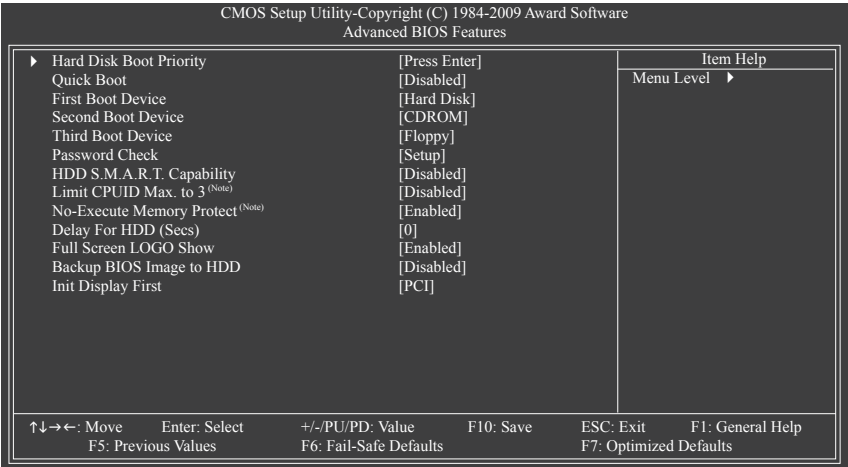 CMOS Setup Utility-Copyright (C) 1984-2009 Award Software
Advanced BIOS Features
Hard Disk Boot Priority [Press Enter]
Quick Boot [Disabled]
First Boot Device [Hard Disk]
Second Boot Device [CDROM]
Third Boot Device [Floppy]
Password Check [Setup]
HDD S.M.A.R.T. Capability [Disabled]
Limit CPUID Max. to 3 (Note) [Disabled]
No-Execute Memory Protect (Note) [Enabled]
Delay For HDD (Secs) [0]
Full Screen LOGO Show [Enabled]
Backup BIOS Image to HDD [Disabled]
Init Display First [PCI]
Item Help
Menu Level
↑↓→←: Move Enter: Select +/-/PU/PD: Value F10: Save ESC: Exit F1: General Help
F5: Previous Values F6: Fail-Safe Defaults F7: Optimized Defaults